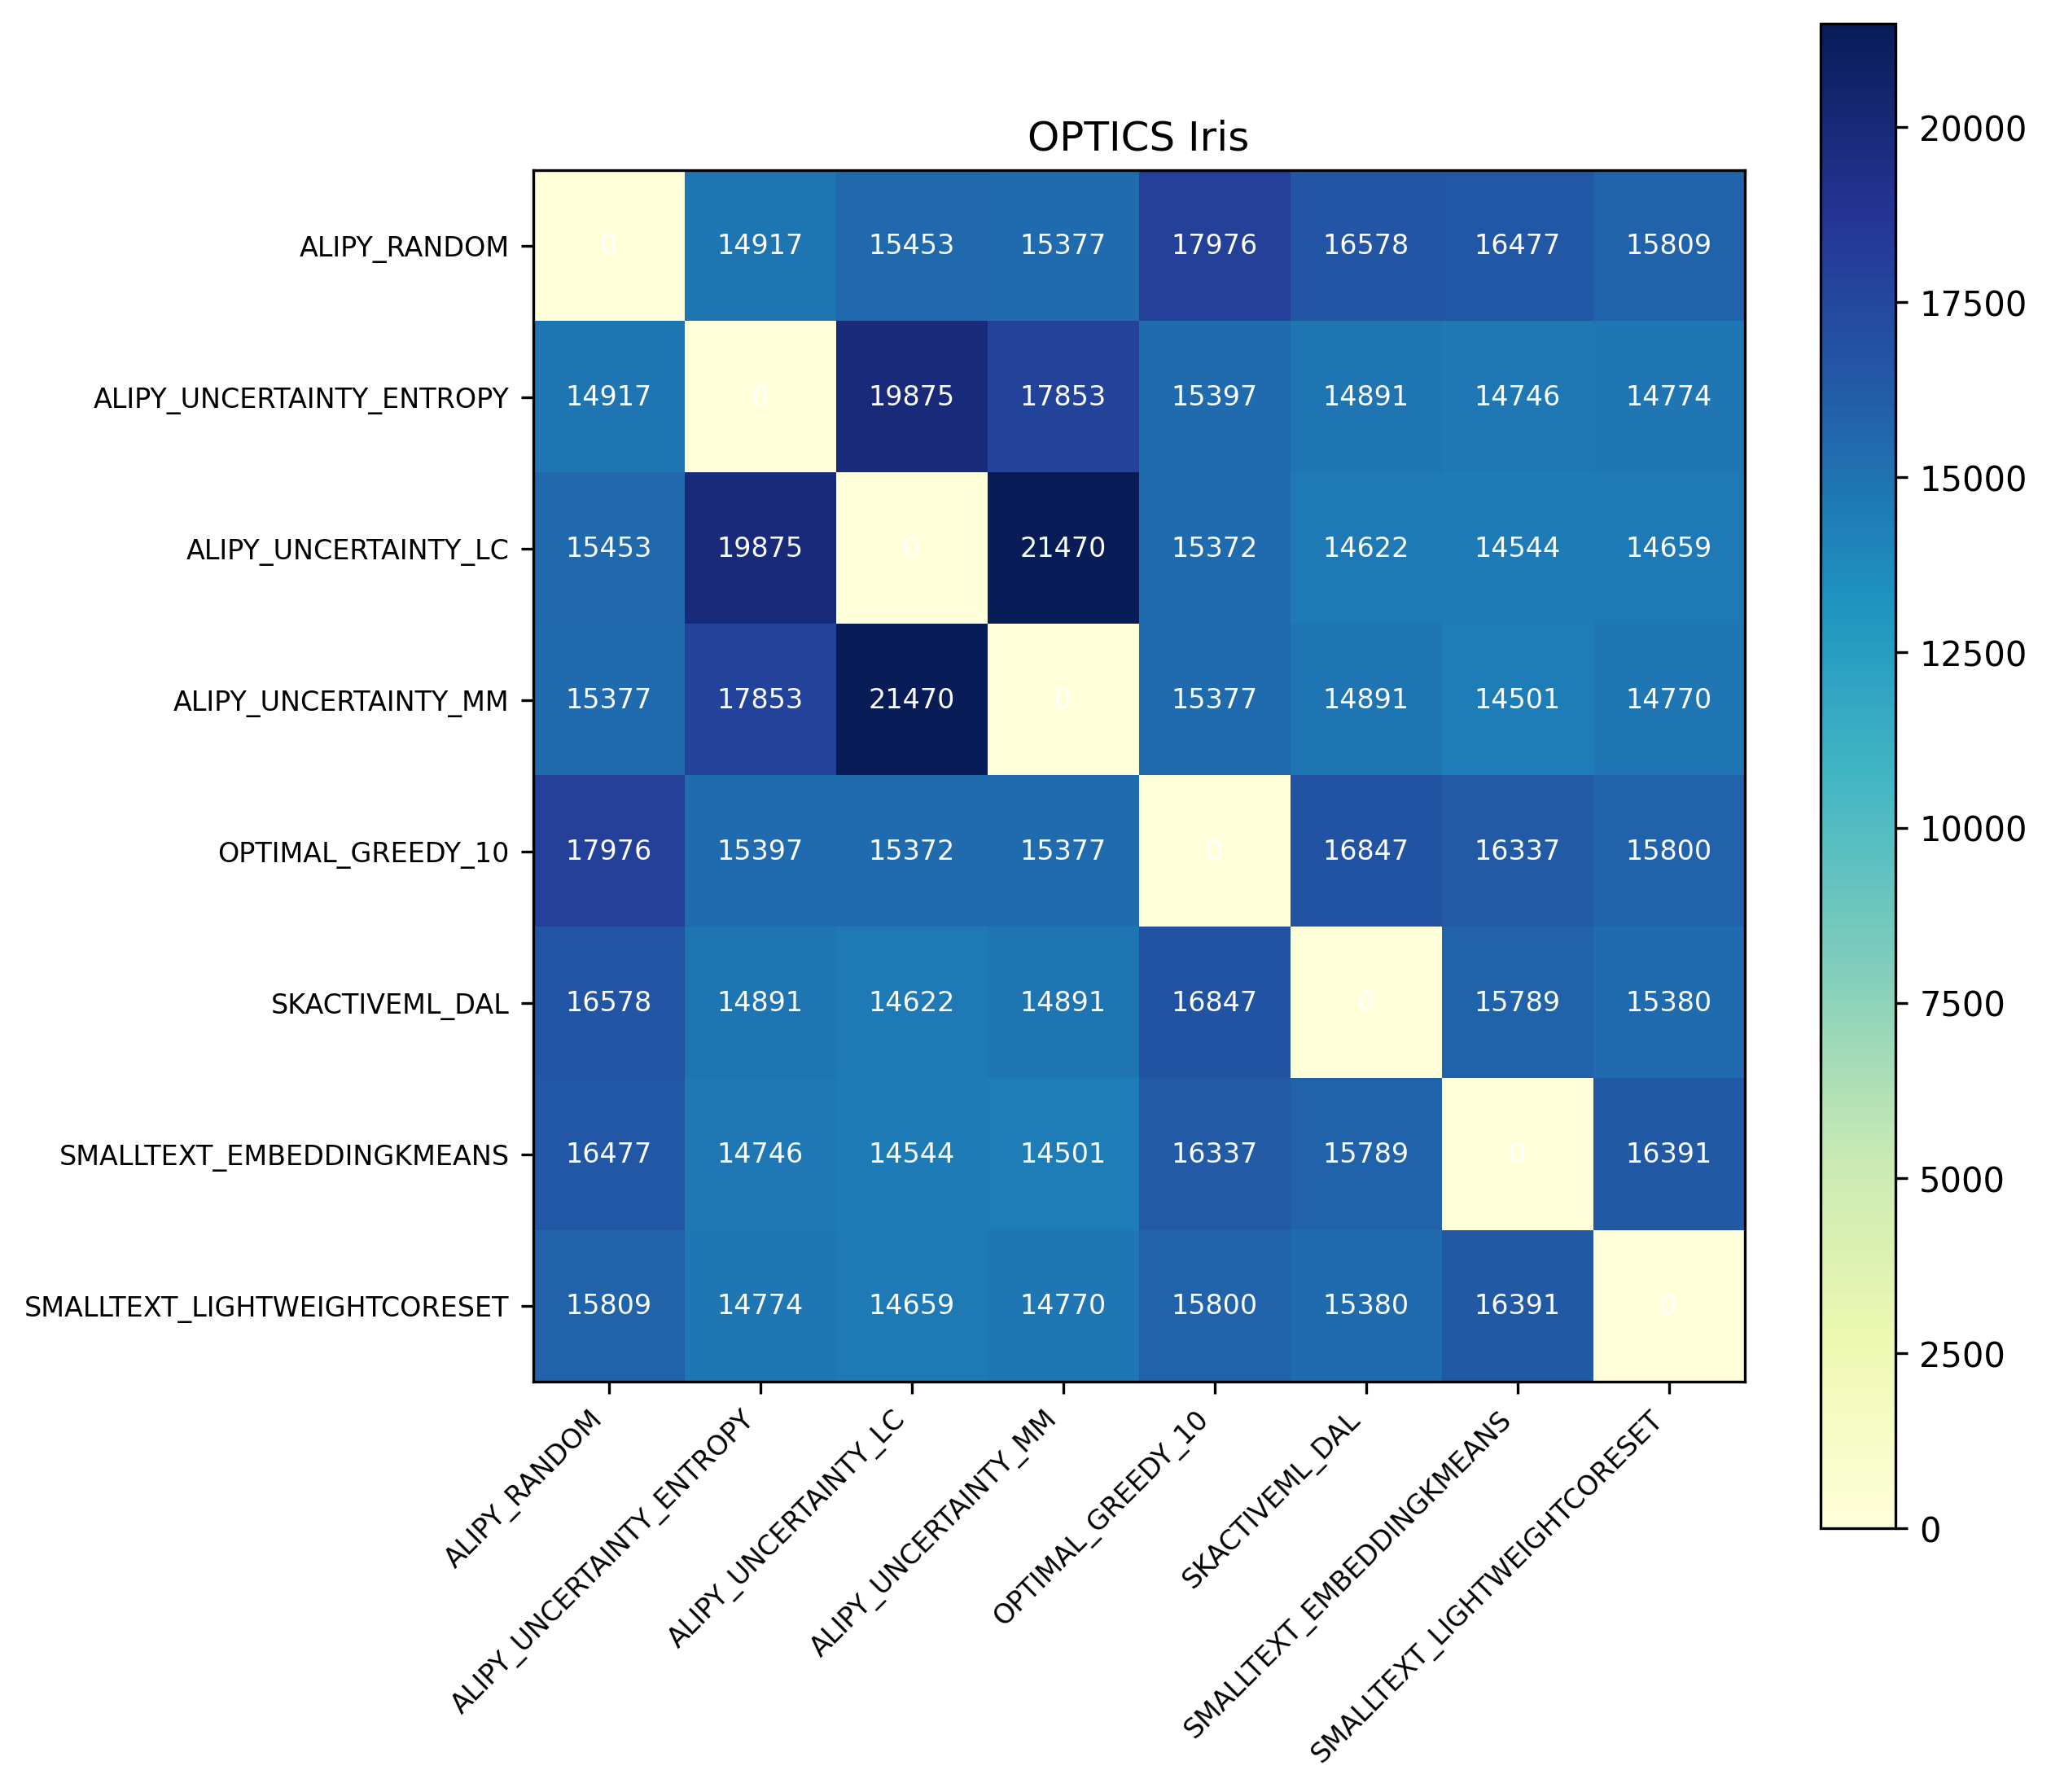 OPTICS Iris
ALIPY_RANDOM 0 14917 15453 15377 17976 16578 16477 15809
ALIPY_UNCERTAINTY_ENTROPY 14917 0 19875 17853 15397 14891 14746 14774
ALIPY_UNCERTAINTY_LC 15453 19875 0 21470 15372 14622 14544 14659
ALIPY_UNCERTAINTY_MM 15377 17853 21470 0 15377 14891 14501 14770
OPTIMAL_GREEDY_10 17976 15397 15372 15377 0 16847 16337 15800
SKACTIVEML_DAL 16578 14891 14622 14891 16847 0 15789 15380
SMALLTEXT_EMBEDDINGKMEANS 16477 14746 14544 14501 16337 15789 0 16391
SMALLTEXT_LIGHTWEIGHTCORESET 15809 14774 14659 14770 15800 15380 16391 0
ALIPY_RANDOM
ALIPY_UNCERTAINTY_ENTROPY
ALIPY_UNCERTAINTY_LC
ALIPY_UNCERTAINTY_MM
OPTIMAL_GREEDY_10
SKACTIVEML_DAL
SMALLTEXT_EMBEDDINGKMEANS
SMALLTEXT_LIGHTWEIGHTCORESET
20000
17500
15000
12500
10000
7500
5000
2500
0